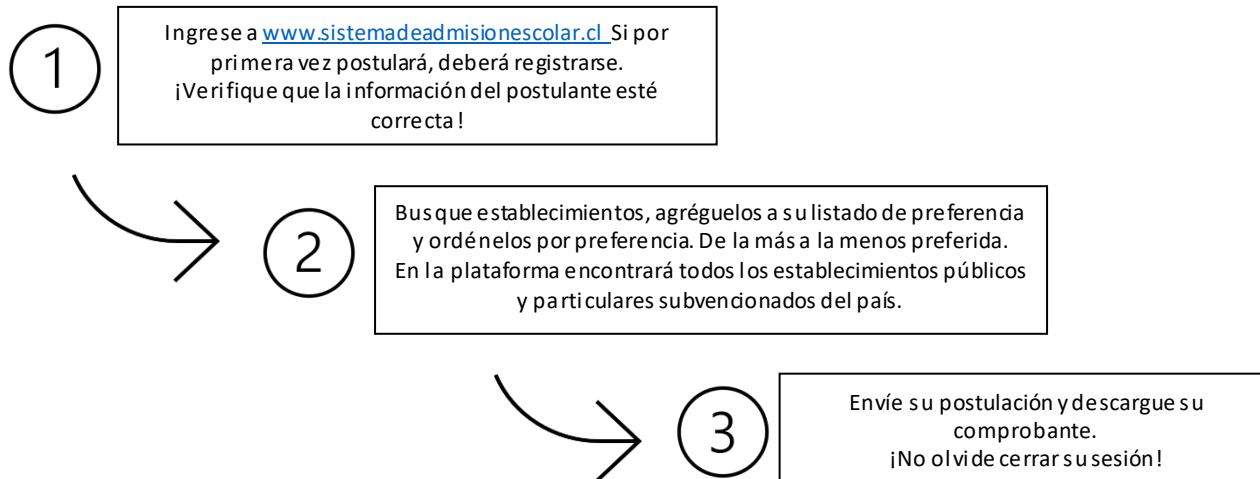 1
Ingrese a www.sistemadeadmisionescolar.cl Si por
primera vez postulará, deberá registrarse.
¡Verifique que la información del postulante esté
correcta!
2
Busque establecimientos, agréguelos a su listado de preferencia
y ordénelos por preferencia. De la más a la menos preferida.
En la plataforma encontrará todos los establecimientos públicos
y particulares subvencionados del país.
3
Envíe su postulación y descargue su
comprobante.
¡No olvide cerrar su sesión!